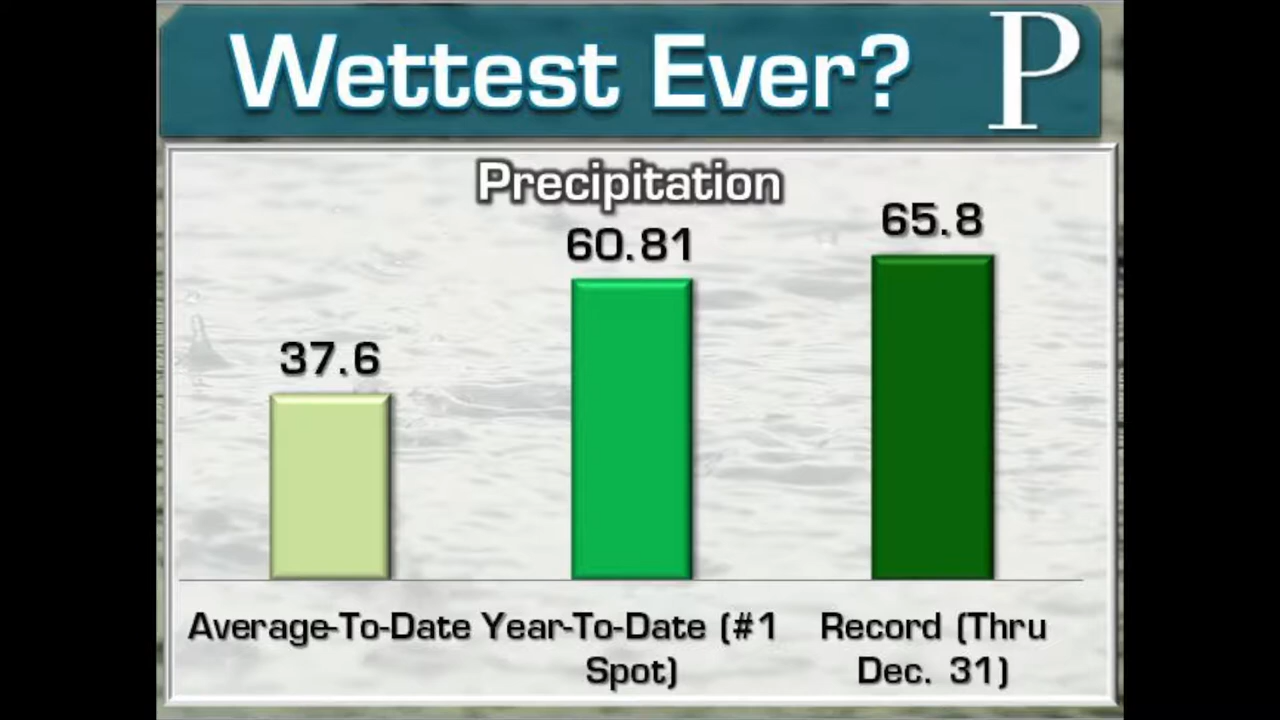 Wettest Ever? P
Precipitation
37.6
60.81
65.8
Average-To-Date
Year-To-Date (#1
Spot)
Record (Thru
Dec. 31)